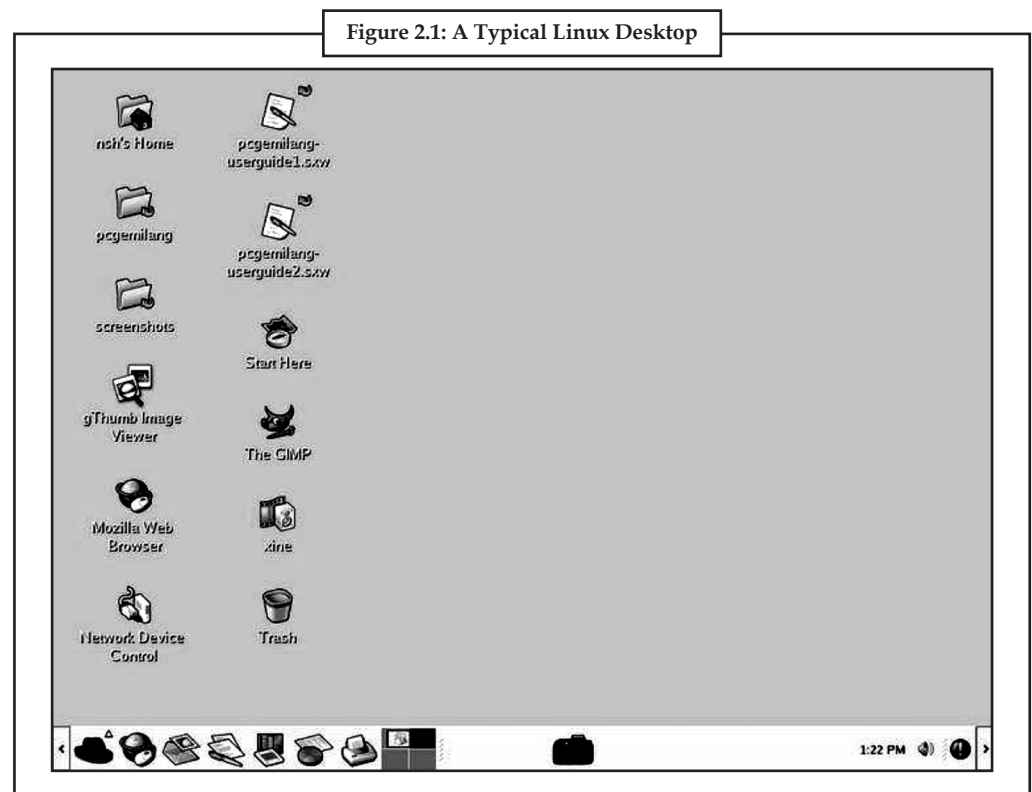 Figure 2.1: A Typical Linux Desktop
nsh's Home
pcgemilang
screenshots
gThumb Image
Viewer
Mozilla Web
Browser
Network Device
Control
pcgemilang-
userguide1.sxw
pcgemilang-
userguide2.sxw
Start Here
The GIMP
xine
Trash
1:22 PM